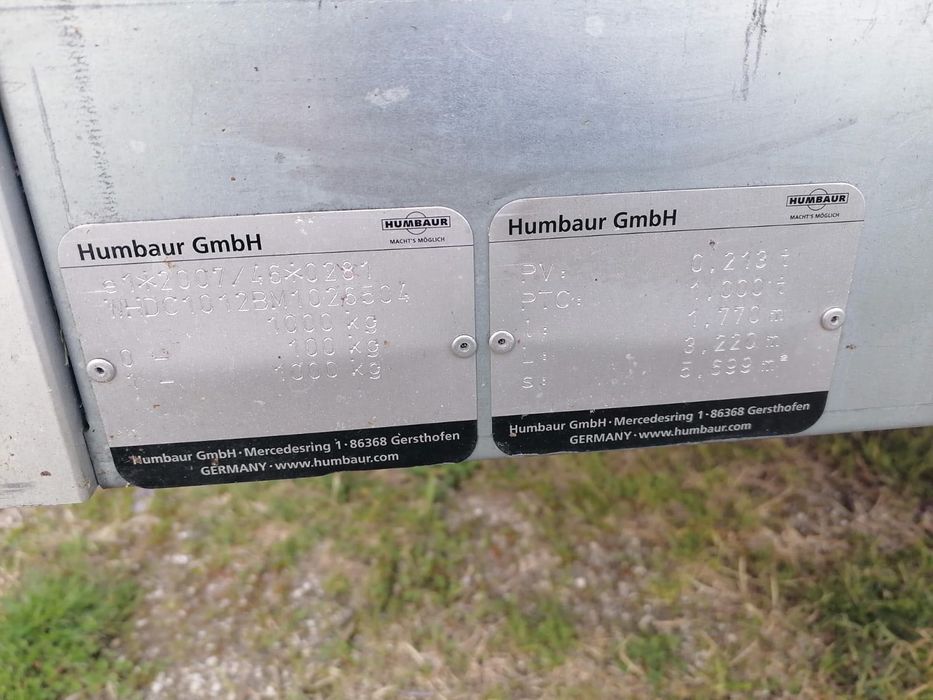 Humbaur GmbH
HUMBAUR
MACHT'S MÖGLICH
e1*2007/46*0281
WHDC1012BM1026504
1000 kg
0 - 100 kg
1 - 1000 kg
Humbaur GmbH · Mercedesring 1 · 86368 Gersthofen
GERMANY · www.humbaur.com
Humbaur GmbH
HUMBAUR
MACHT'S MÖGLICH
PV: 0,213 t
PTC: 1,000 t
l: 1,770 m
L: 3,220 m
s: 5,699 m²
Humbaur GmbH · Mercedesring 1 · 86368 Gersthofen
GERMANY · www.humbaur.com